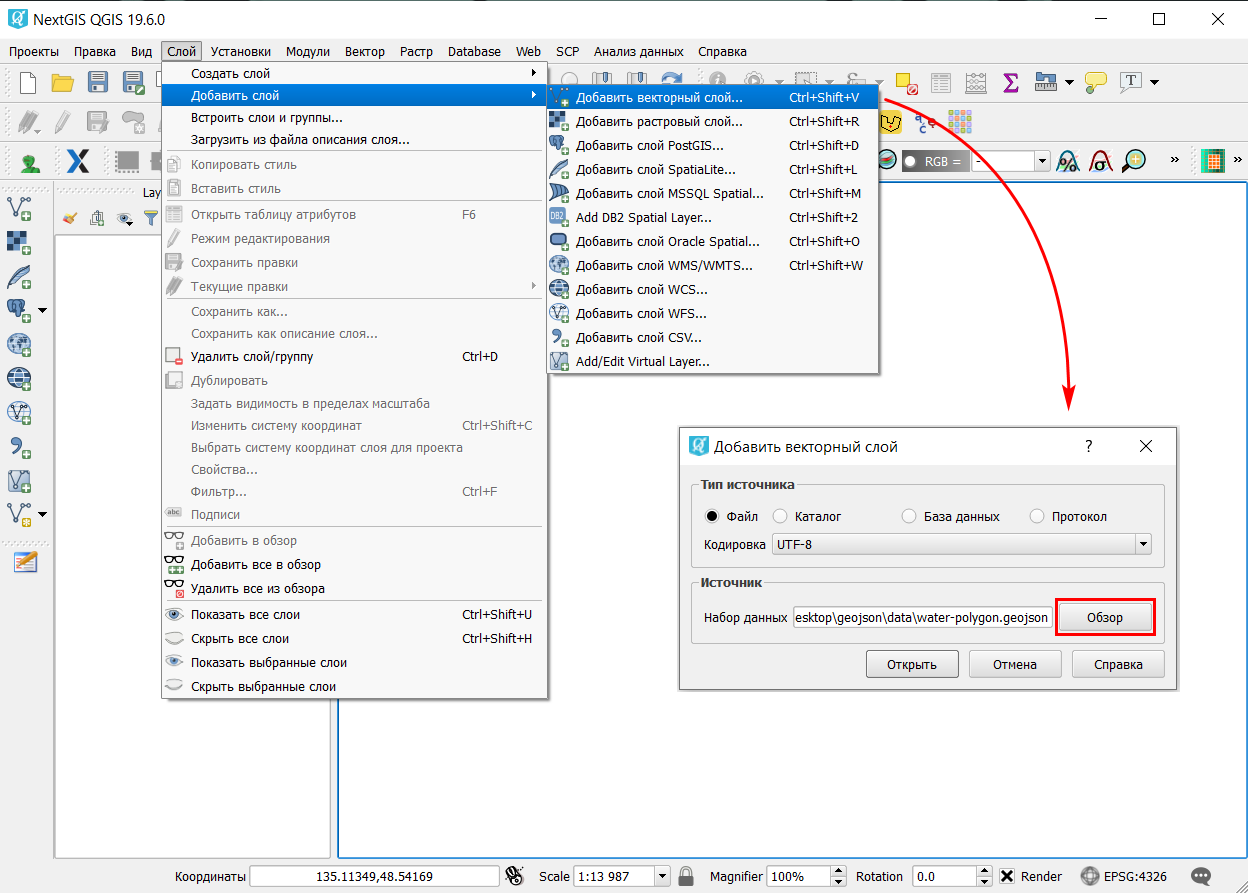 NextGIS QGIS 19.6.0
Проекты Правка Вид Слой Установки Модули Вектор Растр Database Web SCP Анализ данных Справка
Создать слой
Добавить слой
Встроить слои и группы...
Загрузить из файла описания слоя...
Копировать стиль
Вставить стиль
Открыть таблицу атрибутов F6
Режим редактирования
Сохранить правки
Текущие правки
Сохранить как...
Сохранить как описание слоя...
Удалить слой/группу Ctrl+D
Дублировать
Задать видимость в пределах масштаба
Изменить систему координат Ctrl+Shift+C
Выбрать систему координат слоя для проекта
Свойства...
Фильтр... Ctrl+F
abc Подписи
Добавить в обзор
Добавить все в обзор
Удалить все из обзора
Показать все слои Ctrl+Shift+U
Скрыть все слои Ctrl+Shift+H
Показать выбранные слои
Скрыть выбранные слои
Добавить векторный слой... Ctrl+Shift+V
Добавить растровый слой... Ctrl+Shift+R
Добавить слой PostGIS... Ctrl+Shift+D
Добавить слой SpatiaLite... Ctrl+Shift+L
Добавить слой MSSQL Spatial... Ctrl+Shift+M
DB2 Add DB2 Spatial Layer... Ctrl+Shift+2
Добавить слой Oracle Spatial... Ctrl+Shift+O
Добавить слой WMS/WMTS... Ctrl+Shift+W
Добавить слой WCS...
Добавить слой WFS...
Добавить слой CSV...
Add/Edit Virtual Layer...
RGB = -
Lay
Добавить векторный слой ?
Тип источника
Файл Каталог База данных Протокол
Кодировка UTF-8
Источник
Набор данных esktop\geojson\data\water-polygon.geojson Обзор
Открыть Отмена Справка
Координаты 135.11349,48.54169 Scale 1:13 987 Magnifier 100% Rotation 0.0 Render EPSG:4326